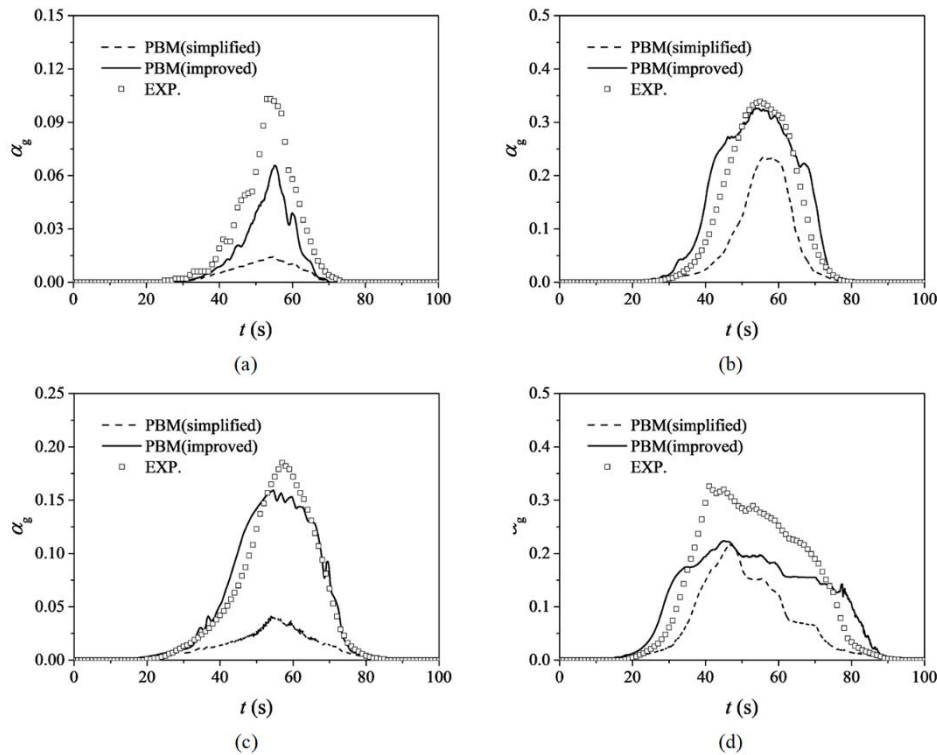 0.15
0.12
0.09
0.06
0.03
0.00
αg
PBM(simplified)
PBM(improved)
EXP.
0 20 40 60 80 100
t (s)
(a)
0.5
0.4
0.3
0.2
0.1
0.0
αg
PBM(simiplified)
PBM(improved)
EXP.
0 20 40 60 80 100
t (s)
(b)
0.25
0.20
0.15
0.10
0.05
0.00
αg
PBM(simplified)
PBM(improved)
EXP.
0 20 40 60 80 100
t (s)
(c)
0.5
0.4
0.3
0.2
0.1
0.0
g
PBM(simplified)
PBM(improved)
EXP.
0 20 40 60 80 100
t (s)
(d)